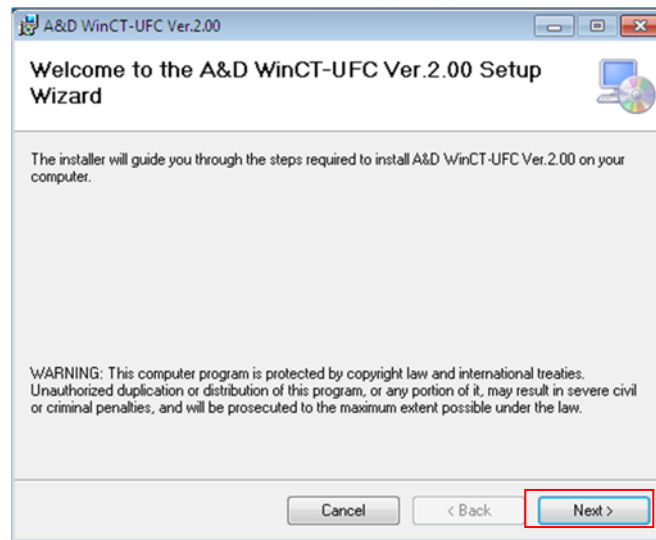 A&D WinCT-UFC Ver.2.00
Welcome to the A&D WinCT-UFC Ver.2.00 Setup
Wizard
The installer will guide you through the steps required to install A&D WinCT-UFC Ver.2.00 on your
computer.
WARNING: This computer program is protected by copyright law and international treaties.
Unauthorized duplication or distribution of this program, or any portion of it, may result in severe civil
or criminal penalties, and will be prosecuted to the maximum extent possible under the law.
Cancel
< Back
Next >